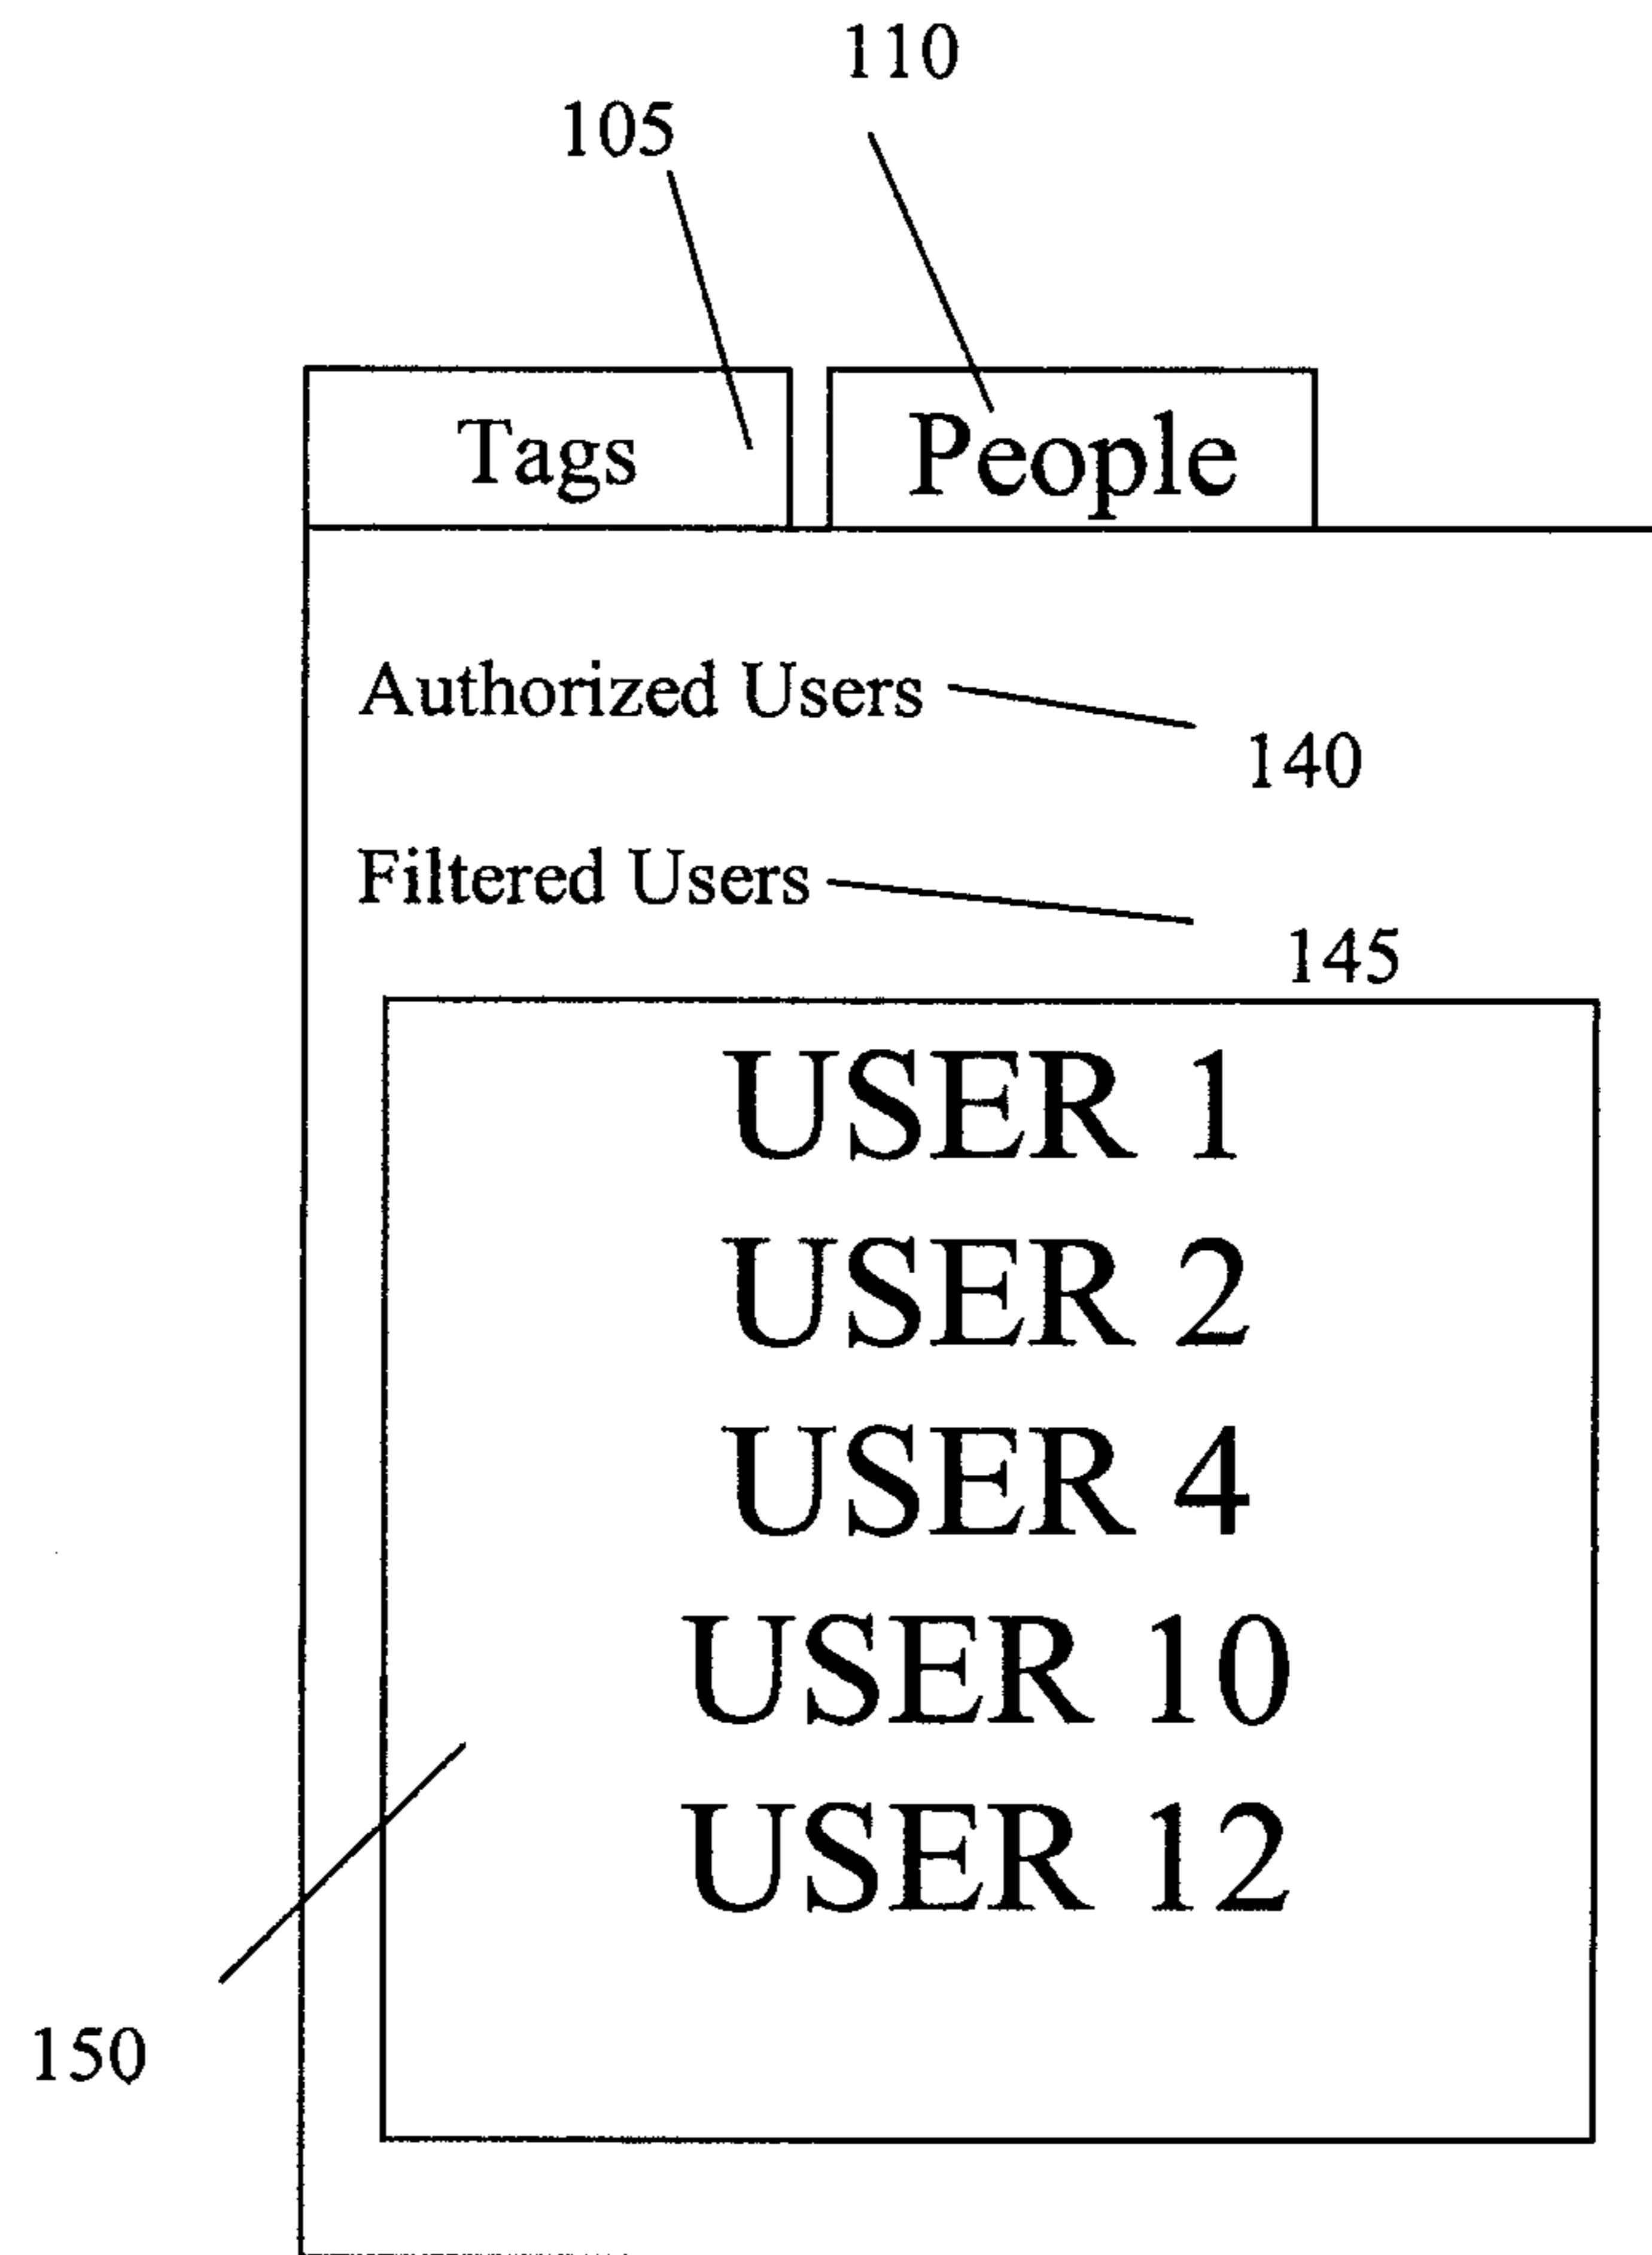 110
105
Tags People
Authorized Users
140
Filtered Users
145
USER 1
USER 2
USER 4
USER 10
USER 12
150